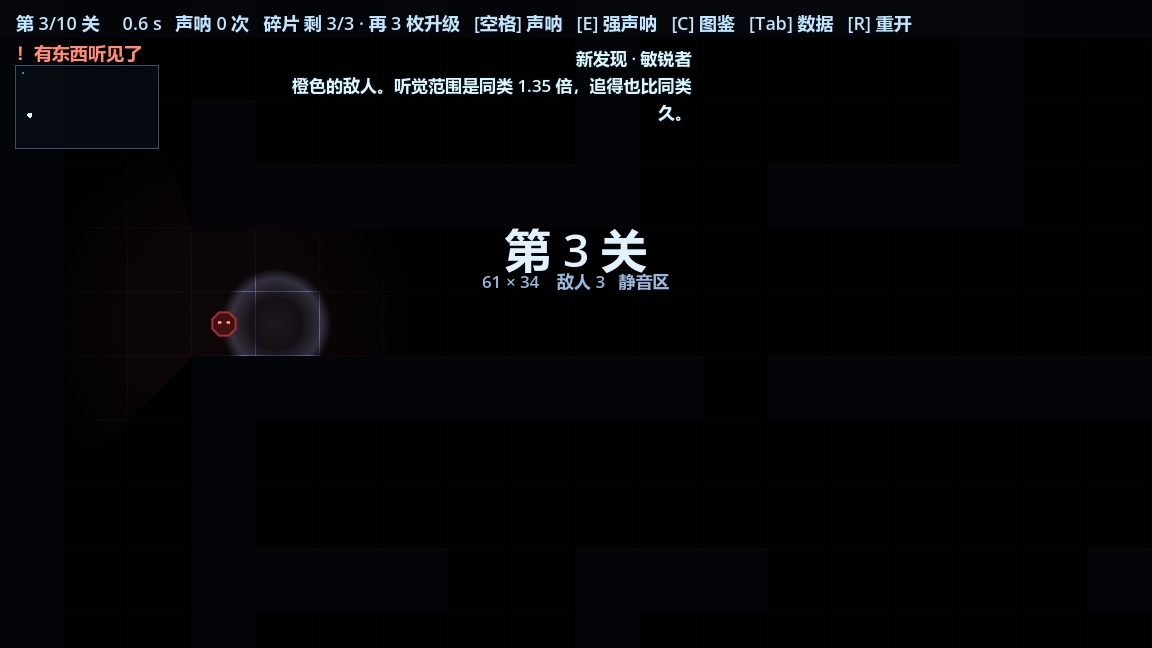 第 3/10 关 0.6 s 声呐 0 次 碎片 剩 3/3 · 再 3 枚升级 [空格] 声呐 [E] 强声呐 [C] 图鉴 [Tab] 数据 [R] 重开
！有东西听见了
新发现 · 敏锐者
橙色的敌人。听觉范围是同类 1.35 倍，追得也比同类
久。
第 3 关
61 × 34 敌人 3 静音区